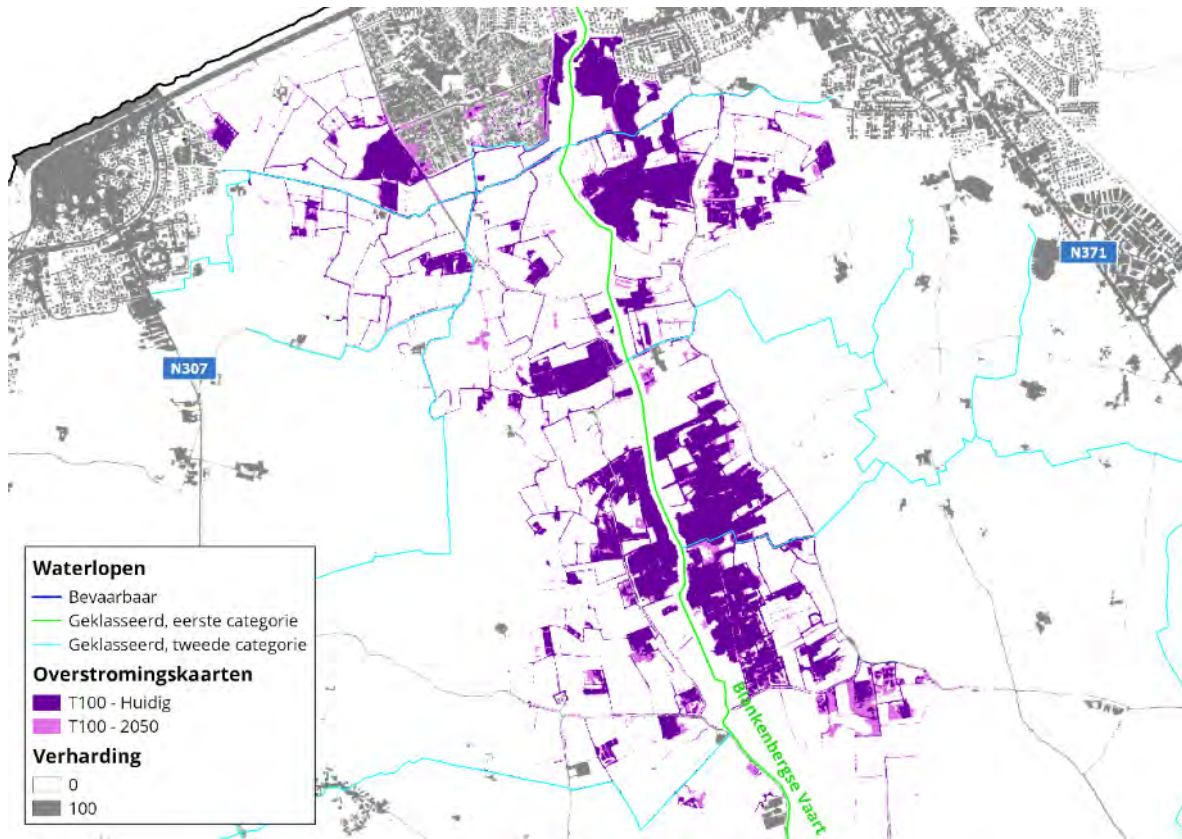 N371
N307
Waterlopen
Bevaarbaar
Geklasseerd, eerste categorie
Geklasseerd, tweede categorie
Overstromingskaarten
T100 - Huidig
T100 - 2050
Verharding
0
100
Blankenbergse Vaart